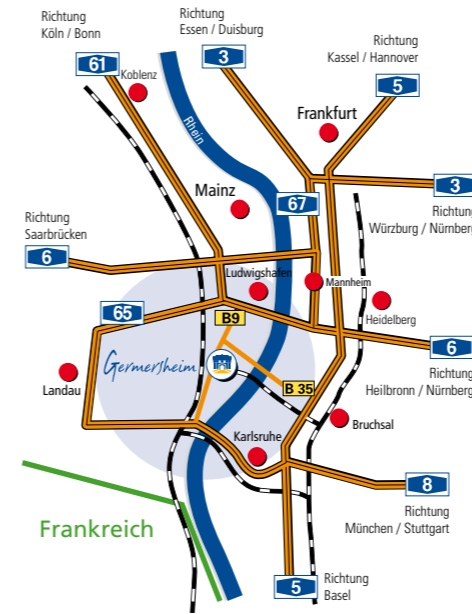 Richtung
Köln / Bonn
Richtung
Essen / Duisburg
Richtung
Kassel / Hannover
61
3
5
Koblenz
Frankfurt
Rhein
Mainz
67
3
Richtung
Würzburg / Nürnberg
Richtung
Saarbrücken
6
Ludwigshafen
Mannheim
Heidelberg
65
B9
6
Richtung
Heilbronn / Nürnberg
Germersheim
Landau
B 35
Bruchsal
Karlsruhe
8
Richtung
München / Stuttgart
Frankreich
5
Richtung
Basel